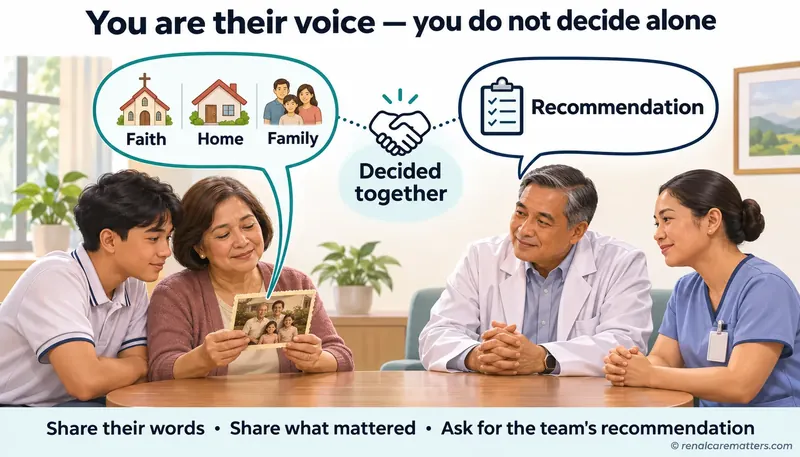 You are their voice — you do not decide alone
Faith
Home
Family
Decided
together
Recommendation
Share their words • Share what mattered • Ask for the team's recommendation
© renalcarematters.com